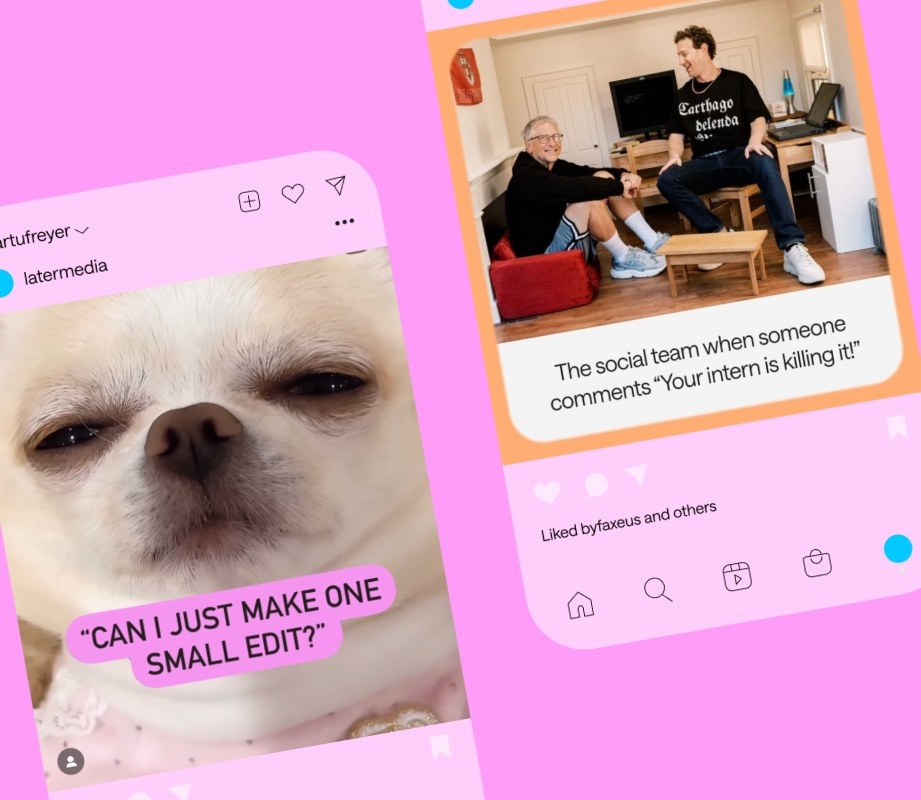 artufreyer
latermedia
“CAN I JUST MAKE ONE
SMALL EDIT?”
Carthago
delenda
The social team when someone
comments “Your intern is killing it!”
Liked byfaxeus and others